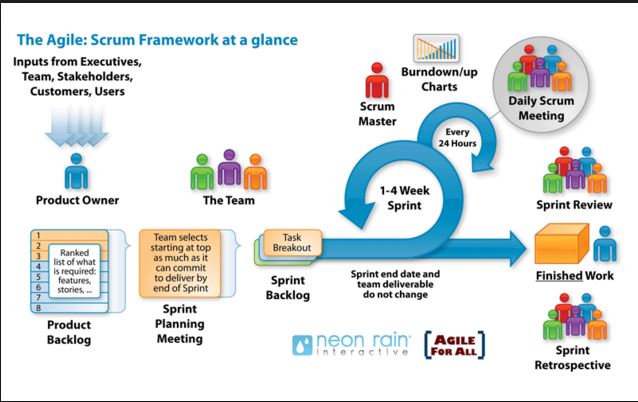 The Agile: Scrum Framework at a glance
Inputs from Executives,
Team, Stakeholders,
Customers, Users
Product Owner
The Team
Scrum
Master
Burndown/up
Charts
Daily Scrum
Meeting
Every
24 Hours
1-4 Week
Sprint
Sprint Review
1
2
3
4
5
6
7
8
Ranked
list of what
is required:
features,
stories, ...
Product
Backlog
Team selects
starting at top
as much as it
can commit
to deliver by
end of Sprint
Sprint
Planning
Meeting
Task
Breakout
Sprint
Backlog
Sprint end date and
team deliverable
do not change
Finished Work
Sprint
Retrospective
neon rain®
interactive
AGILE
FOR ALL